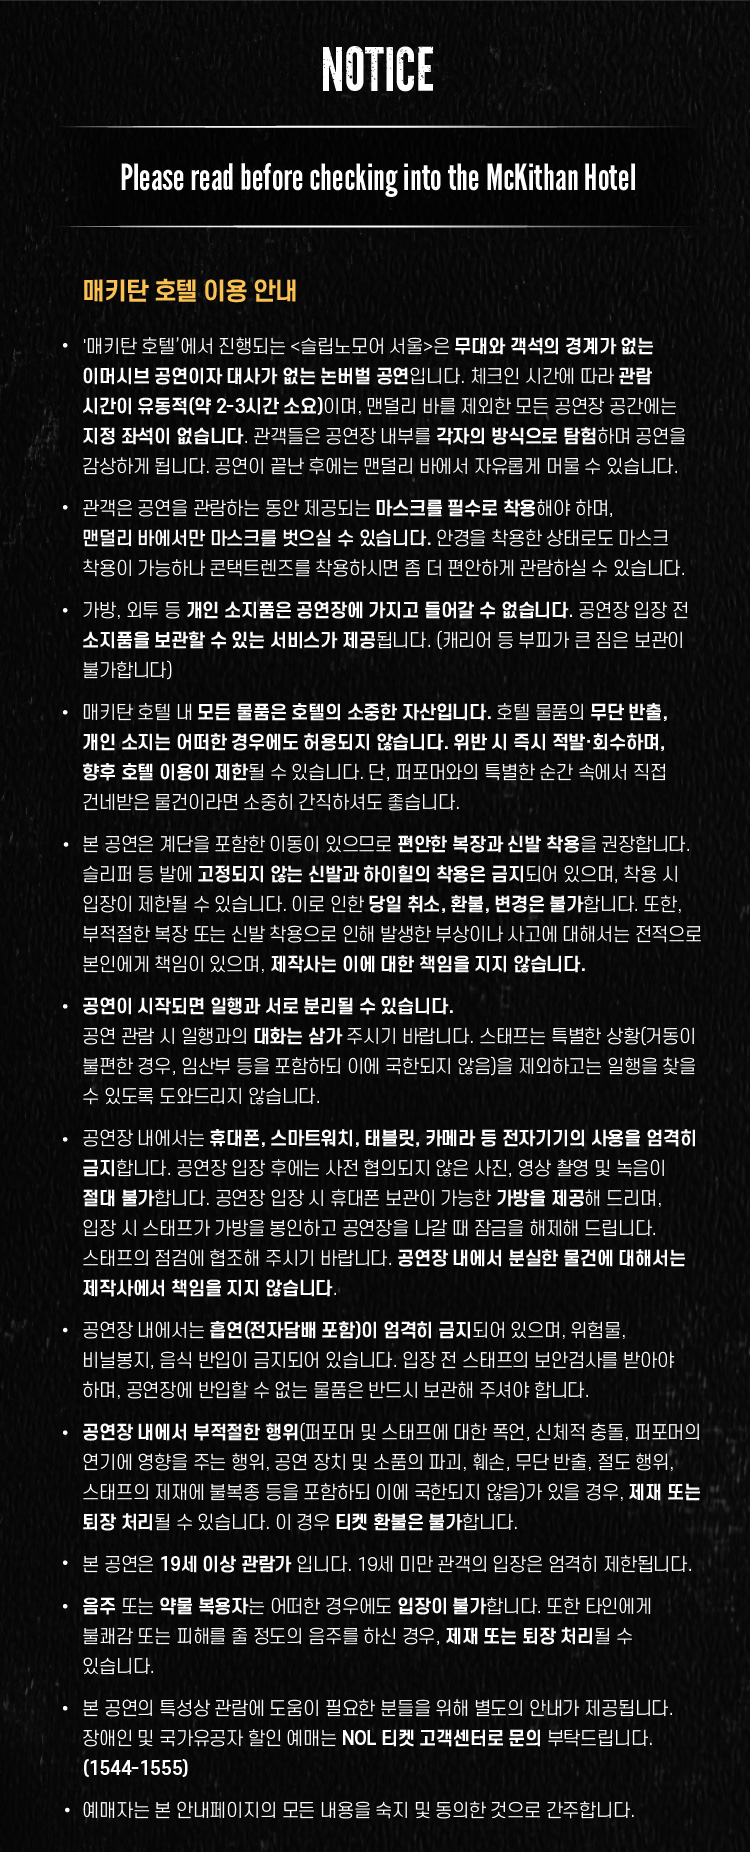 NOTICE
Please read before checking into the McKithan Hotel
매키탄 호텔 이용 안내
• '매키탄 호텔'에서 진행되는 <슬립노모어 서울>은 무대와 객석의 경계가 없는
이머시브 공연이자 대사가 없는 논버벌 공연입니다. 체크인 시간에 따라 관람
시간이 유동적(약 2-3시간 소요)이며, 맨덜리 바를 제외한 모든 공연장 공간에는
지정 좌석이 없습니다. 관객들은 공연장 내부를 각자의 방식으로 탐험하며 공연을
감상하게 됩니다. 공연이 끝난 후에는 맨덜리 바에서 자유롭게 머물 수 있습니다.
• 관객은 공연을 관람하는 동안 제공되는 마스크를 필수로 착용해야 하며,
맨덜리 바에서만 마스크를 벗으실 수 있습니다. 안경을 착용한 상태로도 마스크
착용이 가능하나 콘택트렌즈를 착용하시면 좀 더 편안하게 관람하실 수 있습니다.
• 가방, 외투 등 개인 소지품은 공연장에 가지고 들어갈 수 없습니다. 공연장 입장 전
소지품을 보관할 수 있는 서비스가 제공됩니다. (캐리어 등 부피가 큰 짐은 보관이
불가합니다)
• 매키탄 호텔 내 모든 물품은 호텔의 소중한 자산입니다. 호텔 물품의 무단 반출,
개인 소지는 어떠한 경우에도 허용되지 않습니다. 위반 시 즉시 적발·회수하며,
향후 호텔 이용이 제한될 수 있습니다. 단, 퍼포머와의 특별한 순간 속에서 직접
건네받은 물건이라면 소중히 간직하셔도 좋습니다.
• 본 공연은 계단을 포함한 이동이 있으므로 편안한 복장과 신발 착용을 권장합니다.
슬리퍼 등 발에 고정되지 않는 신발과 하이힐의 착용은 금지되어 있으며, 착용 시
입장이 제한될 수 있습니다. 이로 인한 당일 취소, 환불, 변경은 불가합니다. 또한,
부적절한 복장 또는 신발 착용으로 인해 발생한 부상이나 사고에 대해서는 전적으로
본인에게 책임이 있으며, 제작사는 이에 대한 책임을 지지 않습니다.
• 공연이 시작되면 일행과 서로 분리될 수 있습니다.
공연 관람 시 일행과의 대화는 삼가 주시기 바랍니다. 스태프는 특별한 상황(거동이
불편한 경우, 임산부 등을 포함하되 이에 국한되지 않음)을 제외하고는 일행을 찾을
수 있도록 도와드리지 않습니다.
• 공연장 내에서는 휴대폰, 스마트워치, 태블릿, 카메라 등 전자기기의 사용을 엄격히
금지합니다. 공연장 입장 후에는 사전 협의되지 않은 사진, 영상 촬영 및 녹음이
절대 불가합니다. 공연장 입장 시 휴대폰 보관이 가능한 가방을 제공해 드리며,
입장 시 스태프가 가방을 봉인하고 공연장을 나갈 때 잠금을 해제해 드립니다.
스태프의 점검에 협조해 주시기 바랍니다. 공연장 내에서 분실한 물건에 대해서는
제작사에서 책임을 지지 않습니다.
• 공연장 내에서는 흡연(전자담배 포함)이 엄격히 금지되어 있으며, 위험물,
비닐봉지, 음식 반입이 금지되어 있습니다. 입장 전 스태프의 보안검사를 받아야
하며, 공연장에 반입할 수 없는 물품은 반드시 보관해 주셔야 합니다.
• 공연장 내에서 부적절한 행위(퍼포머 및 스태프에 대한 폭언, 신체적 충돌, 퍼포머의
연기에 영향을 주는 행위, 공연 장치 및 소품의 파괴, 훼손, 무단 반출, 절도 행위,
스태프의 제재에 불복종 등을 포함하되 이에 국한되지 않음)가 있을 경우, 제재 또는
퇴장 처리될 수 있습니다. 이 경우 티켓 환불은 불가합니다.
• 본 공연은 19세 이상 관람가 입니다. 19세 미만 관객의 입장은 엄격히 제한됩니다.
• 음주 또는 약물 복용자는 어떠한 경우에도 입장이 불가합니다. 또한 타인에게
불쾌감 또는 피해를 줄 정도의 음주를 하신 경우, 제재 또는 퇴장 처리될 수
있습니다.
• 본 공연의 특성상 관람에 도움이 필요한 분들을 위해 별도의 안내가 제공됩니다.
장애인 및 국가유공자 할인 예매는 NOL 티켓 고객센터로 문의 부탁드립니다.
(1544-1555)
• 예매자는 본 안내페이지의 모든 내용을 숙지 및 동의한 것으로 간주합니다.